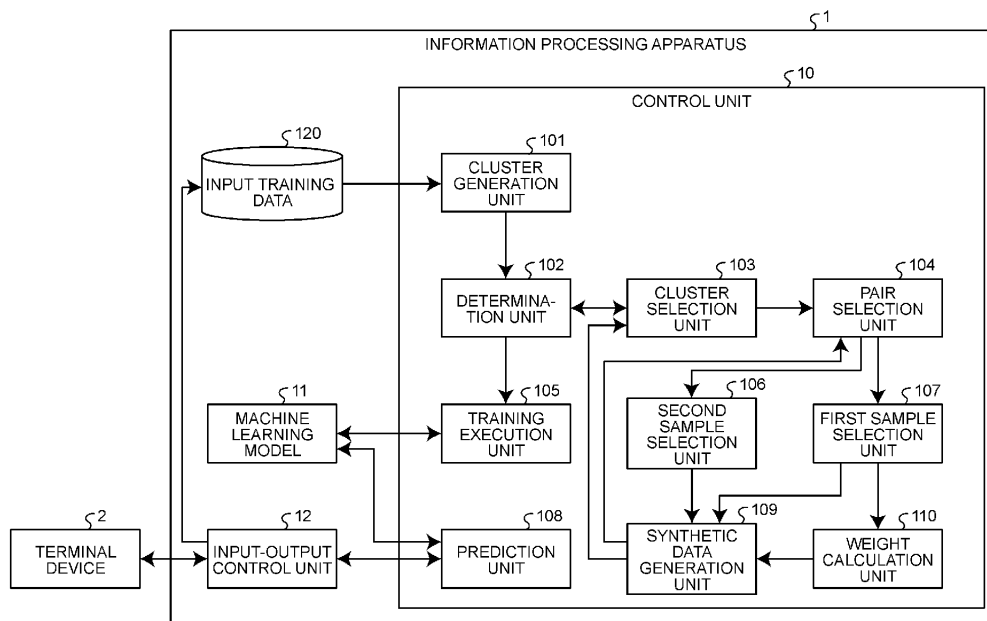 1
INFORMATION PROCESSING APPARATUS
10
CONTROL UNIT
120
INPUT TRAINING
DATA
101
CLUSTER
GENERATION
UNIT
102
DETERMINA-
TION UNIT
103
CLUSTER
SELECTION
UNIT
104
PAIR
SELECTION
UNIT
11
MACHINE
LEARNING
MODEL
105
TRAINING
EXECUTION
UNIT
106
SECOND
SAMPLE
SELECTION
UNIT
107
FIRST SAMPLE
SELECTION
UNIT
2
TERMINAL
DEVICE
12
INPUT-OUTPUT
CONTROL UNIT
108
PREDICTION
UNIT
109
SYNTHETIC
DATA
GENERATION
UNIT
110
WEIGHT
CALCULATION
UNIT